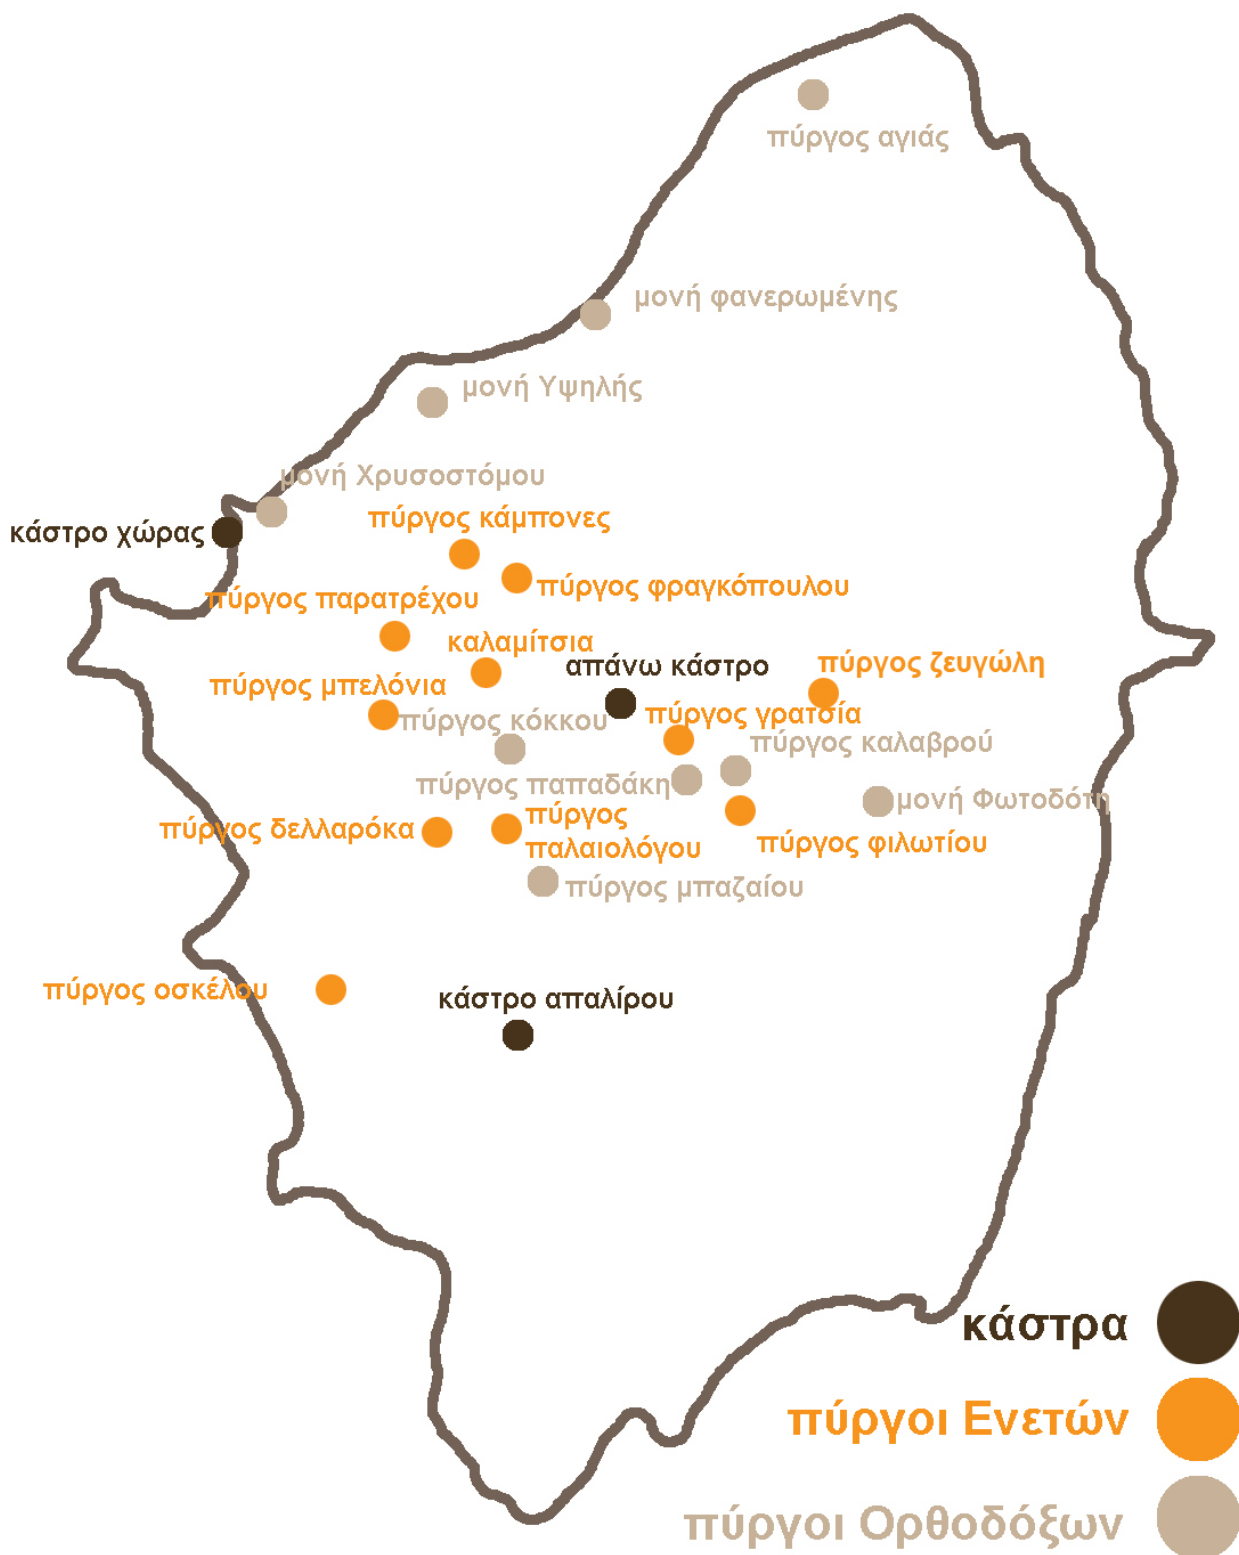 πύργος αγιάς
μονή φανερωμένης
μονή Υψηλής
μονή Χρυσοστόμου
κάστρο χώρας
πύργος κάμπονες
πύργος φραγκόπουλου
πύργος παρατρέχου
καλαμίτσια
απάνω κάστρο
πύργος ζευγώλη
πύργος μπελόνια
πύργος κόκκου
πύργος γρατσία
πύργος καλαβρού
πύργος παπαδάκη
μονή Φωτοδότη
πύργος δελλαρόκα
πύργος
παλαιολόγου
πύργος φιλωτίου
πύργος μπαζαίου
πύργος οσκέλου
κάστρο απαλίρου
κάστρα
πύργοι Ενετών
πύργοι Ορθοδόξων